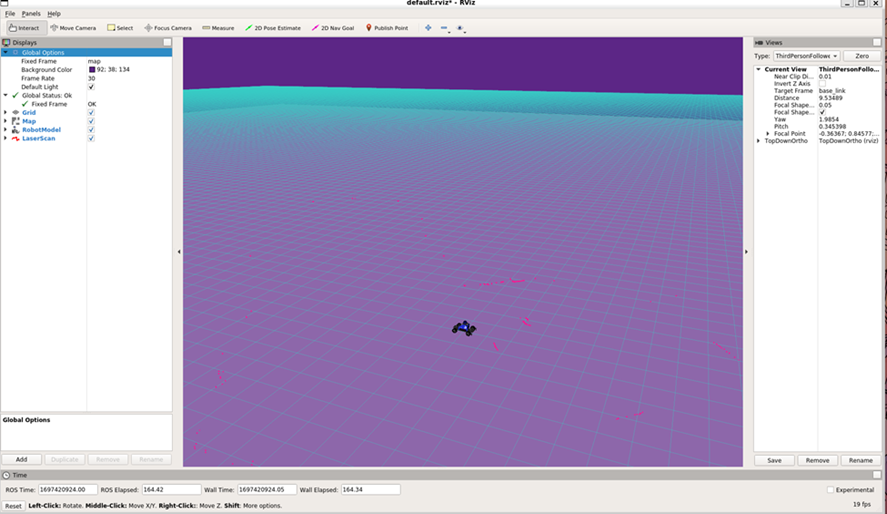 default.rviz* - RViz
File Panels Help
Interact Move Camera Select Focus Camera Measure 2D Pose Estimate 2D Nav Goal Publish Point
Displays
Global Options
Fixed Frame map
Background Color 92; 38; 134
Frame Rate 30
Default Light
Global Status: Ok
Fixed Frame OK
Grid
Map
RobotModel
LaserScan
Global Options
Add Duplicate Remove Rename
Views
Type: ThirdPersonFollowe Zero
Current View ThirdPersonFollo...
Near Clip Di... 0.01
Invert Z Axis
Target Frame base_link
Distance 9.53489
Focal Shape... 0.05
Focal Shape...
Yaw 1.9854
Pitch 0.345398
Focal Point -0.36367; 0.84577;...
TopDownOrtho TopDownOrtho (rviz)
Save Remove Rename
Time
ROS Time: 1697420924.00 ROS Elapsed: 164.42 Wall Time: 1697420924.05 Wall Elapsed: 164.34 Experimental
Reset Left-Click: Rotate. Middle-Click: Move X/Y. Right-Click:: Move Z. Shift: More options. 19 fps